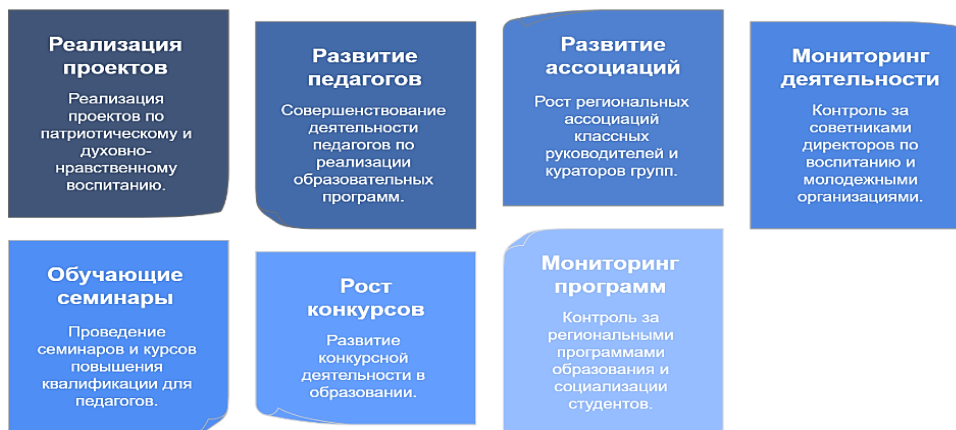 Реализация
проектов
Реализация
проектов по
патриотическому и
духовно-
нравственному
воспитанию.
Развитие
педагогов
Совершенствование
деятельности
педагогов по
реализации
образовательных
программ.
Развитие
ассоциаций
Рост региональных
ассоциаций
классных
руководителей и
кураторов групп.
Мониторинг
деятельности
Контроль за
советниками
директоров по
воспитанию и
молодежными
организациями.
Обучающие
семинары
Проведение
семинаров и курсов
повышения
квалификации для
педагогов.
Рост
конкурсов
Развитие
конкурсной
деятельности в
образовании.
Мониторинг
программ
Контроль за
региональными
программами
образования и
социализации
студентов.